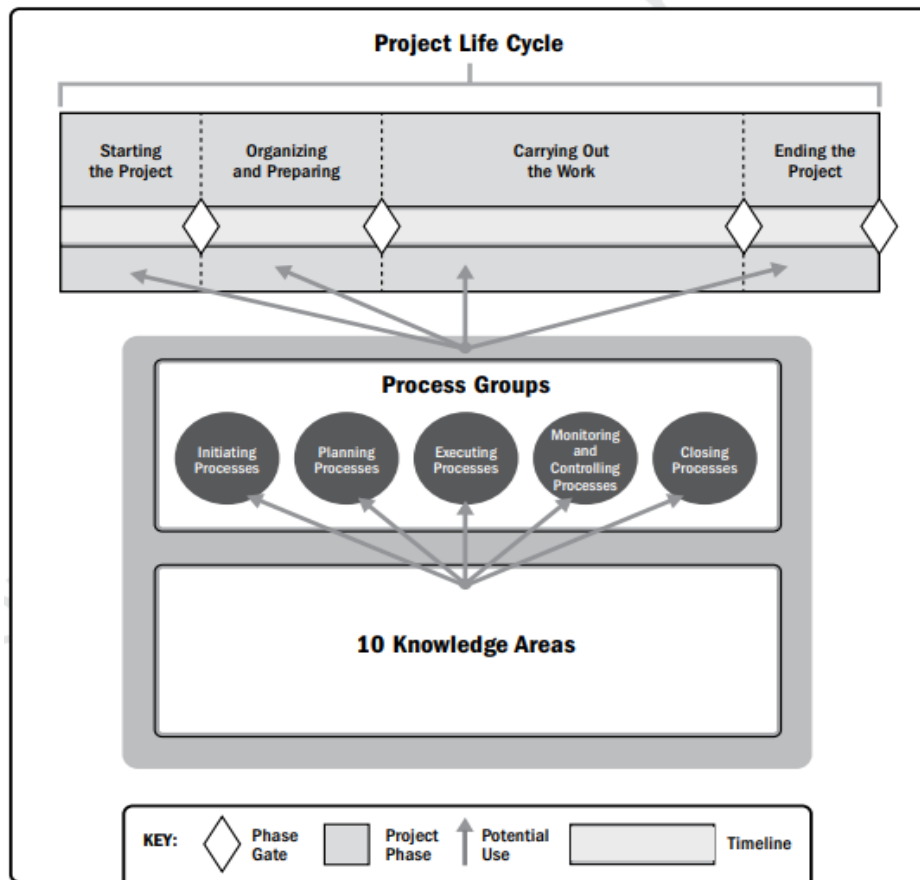 Project Life Cycle
Starting
the Project
Organizing
and Preparing
Carrying Out
the Work
Ending the
Project
Process Groups
Initiating
Processes
Planning
Processes
Executing
Processes
Monitoring
and
Controlling
Processes
Closing
Processes
10 Knowledge Areas
KEY:
Phase
Gate
Project
Phase
Potential
Use
Timeline